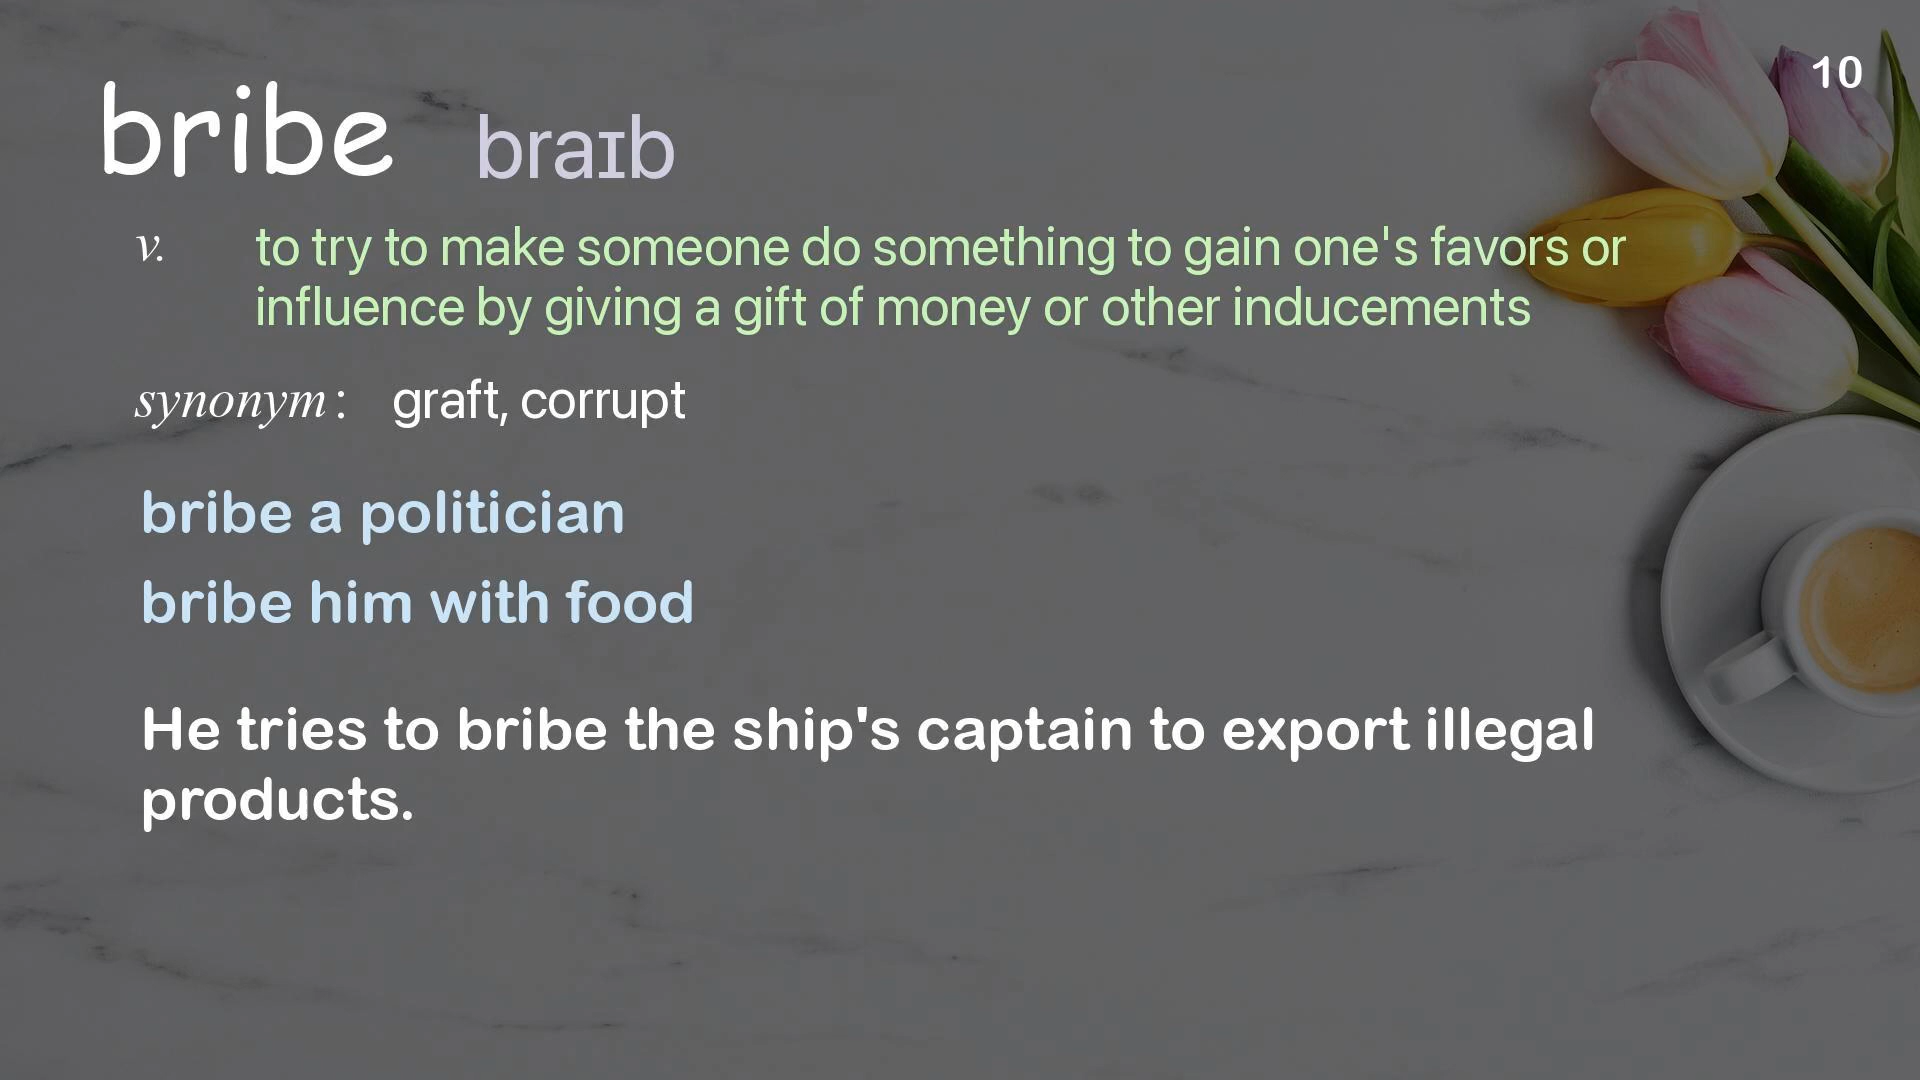 10
bribe braɪb
v. to try to make someone do something to gain one's favors or
influence by giving a gift of money or other inducements
synonym : graft, corrupt
bribe a politician
bribe him with food
He tries to bribe the ship's captain to export illegal
products.